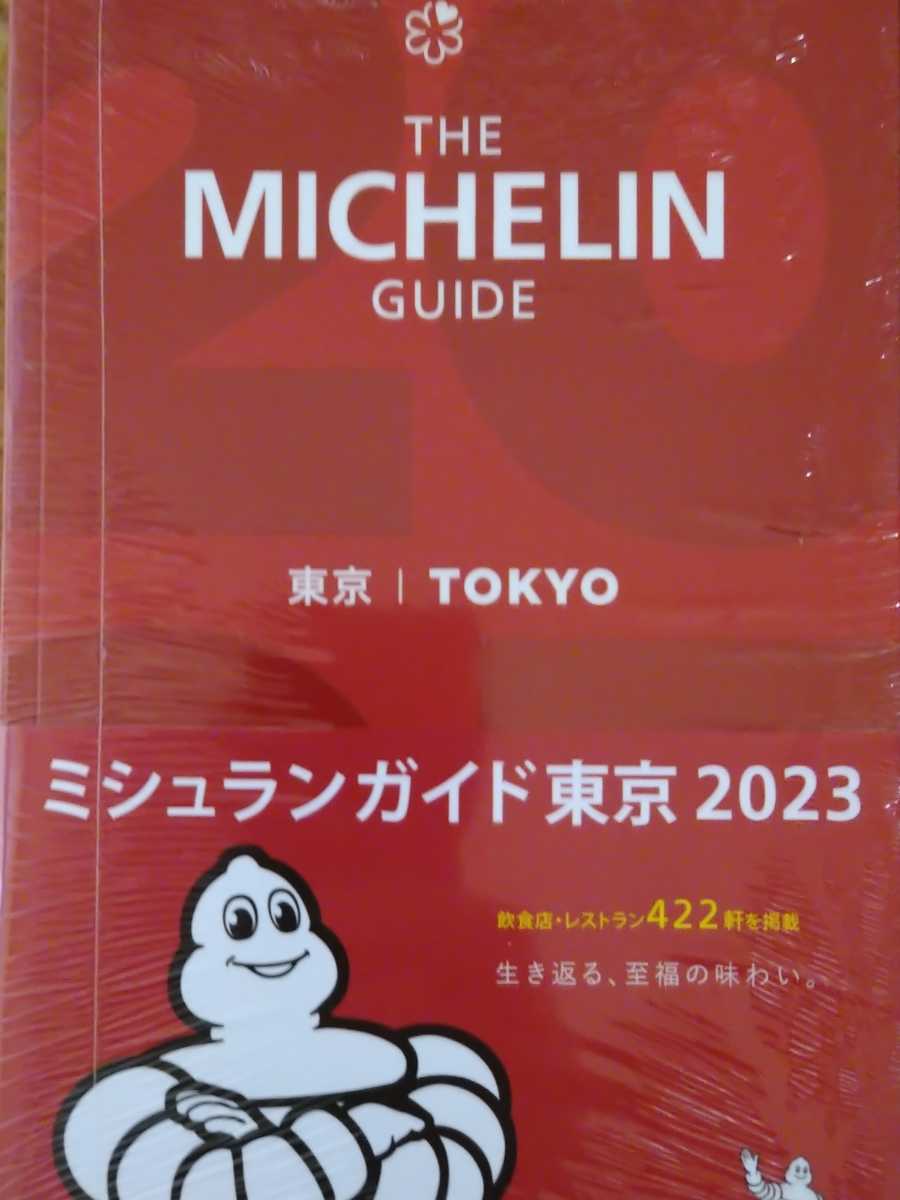 THE
MICHELIN
GUIDE
東京 | TOKYO
ミシュランガイド東京 2023
飲食店・レストラン422軒を掲載
生き返る、至福の味わい。